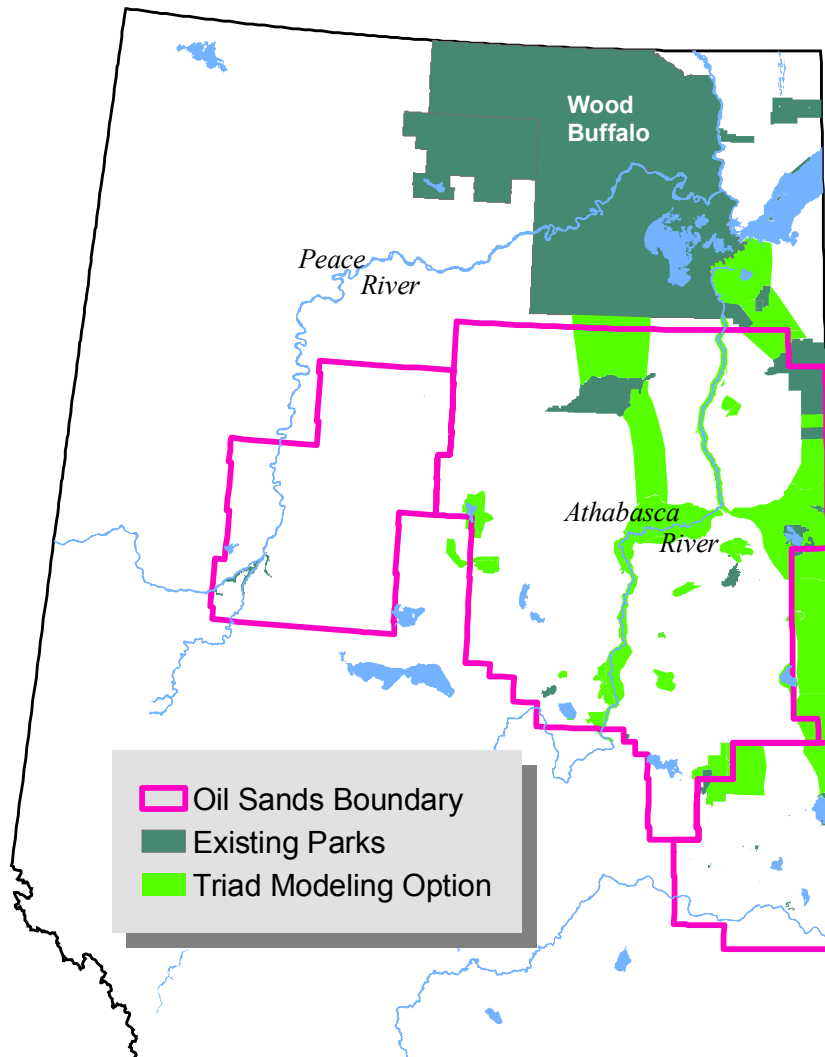 Wood
Buffalo
Peace
River
Athabasca
River
Oil Sands Boundary
Existing Parks
Triad Modeling Option